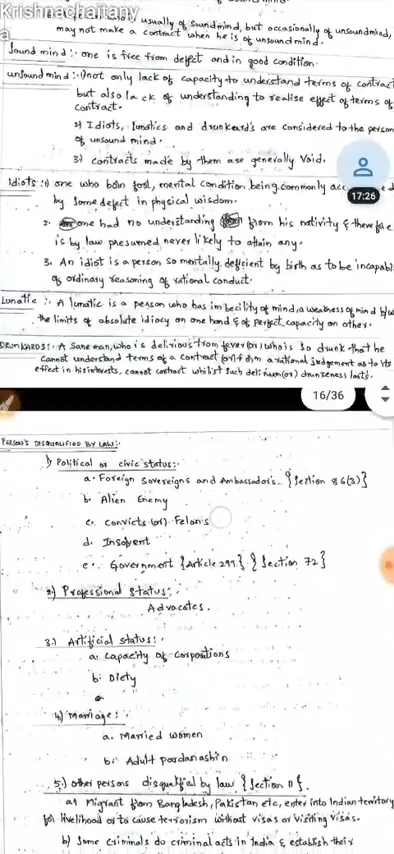 Krishnachaitany
a
usually of sound mind, but occasionally of unsound mind,
may not make a contract when he is of unsound mind.
Sound mind :- one is free from defect and in good condition.
unsound mind :- 1) not only lack of capacity to understand terms of contract
but also lack of understanding to realise effect of terms of
contract.
2) Idiots, lunatics and drunkards are considered to the person
of unsound mind.
3) contracts made by them are generally void.
17:26
Idiots :- 1) one who born fool, mental condition being commonly acc
by some defect in physical wisdom.
2. one had no understanding from his nativity & therefore
is by law presumed never likely to attain any.
3. An idiot is a person so mentally deficient by birth as to be incapabl
of ordinary reasoning of rational conduct.
Lunatic :- A lunatic is a person who has imbecility of mind, a weakness of mind b/w
the limits of absolute idiocy on one hand & of perfect capacity on other.
DRUNKARDS :- A sane man, who is delirious from fever (or) who is so drunk that he
cannot understand terms of a contract (or) form a rational judgement as to its
effect in his interests, cannot contract whilst such delirium (or) drunkeness lasts.
16/36
PERSON'S DISQUALIFIED BY LAW:-
1) Political or civic status:-
a. Foreign sovereigns and Ambassadors.. {Section 86(3)}
b. Alien Enemy
c. convicts (or) Felons
d. Insolvent
e. Government {Article 299} {Section 72}
2) Professional status:-
Advocates.
3.) Artificial status:-
a. capacity of corpostions
b. Diety
4) Marriage:-
a. Married women
b. Adult pardanashin
5.) other persons disqualified by law {Section 11}.
a) Migrant from Bangladesh, Pakistan etc, enter into Indian territory
for livelihood or to cause terrorism without visas or visiting visas.
b) Some criminals do criminal acts in India & establish their